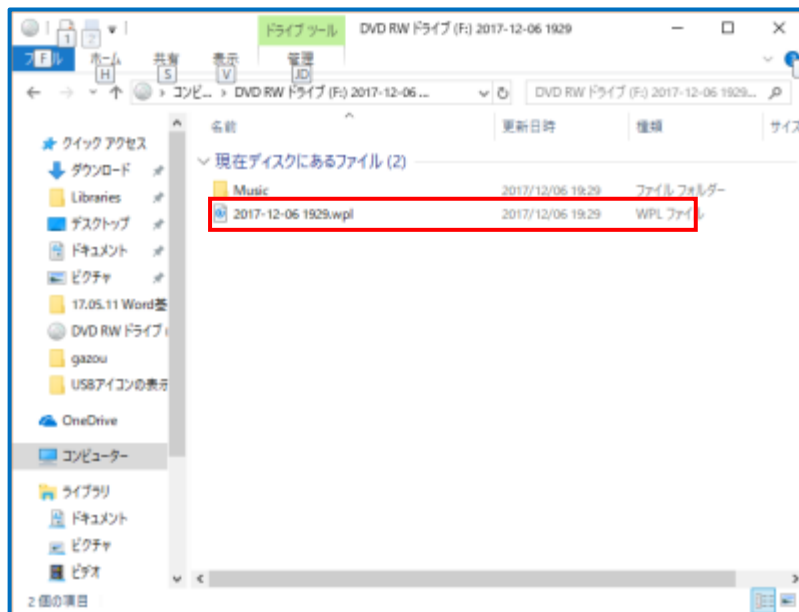 1 2 ドライブ ツール DVD RW ドライブ (F:) 2017-12-06 1929
F ホーム 共有 表示 管理
H S V JD
コンピ... › DVD RW ドライブ (F:) 2017-12-06 ... DVD RW ドライブ (F:) 2017-12-06 1929...
名前 更新日時 種類 サイズ
現在ディスクにあるファイル (2)
Music 2017/12/06 19:29 ファイル フォルダー
2017-12-06 1929.wpl 2017/12/06 19:29 WPL ファイル
クイック アクセス
ダウンロード
Libraries
デスクトップ
ドキュメント
ピクチャ
17.05.11 Word基
DVD RW ドライブ (
gazou
USBアイコンの表示
OneDrive
コンピューター
ライブラリ
ドキュメント
ピクチャ
ビデオ
2 個の項目